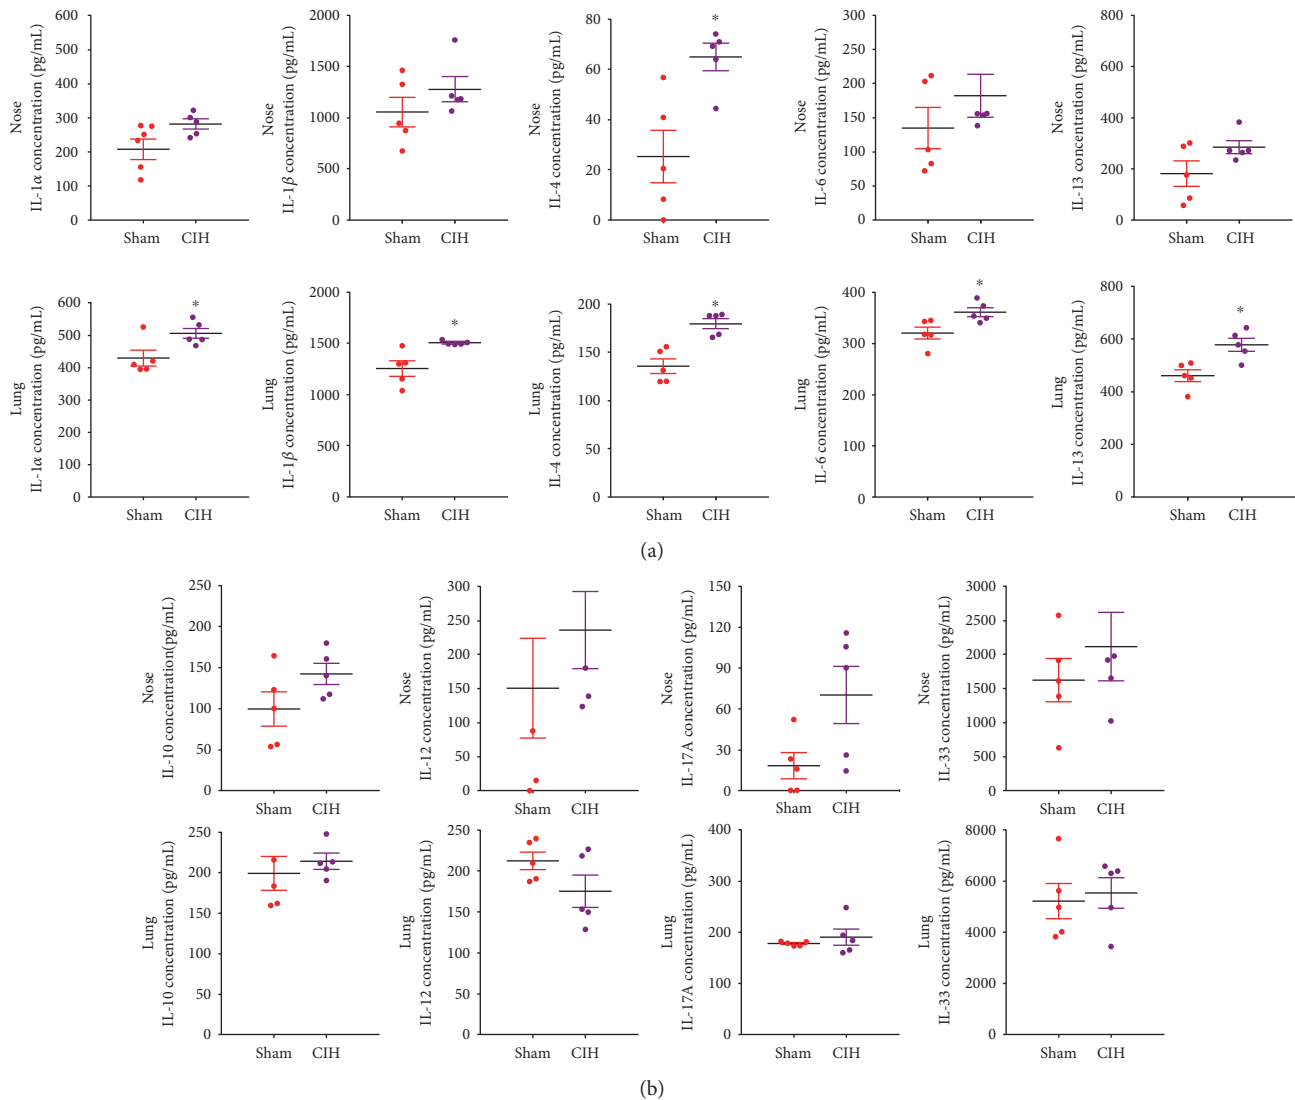 Nose
IL-1α concentration (pg/mL)
600
500
400
300
200
100
0
Sham CIH
Nose
IL-1β concentration (pg/mL)
2000
1500
1000
500
0
Sham CIH
Nose
IL-4 concentration (pg/mL)
80
60
40
20
0
*
Sham CIH
Nose
IL-6 concentration (pg/mL)
300
250
200
150
100
50
0
Sham CIH
Nose
IL-13 concentration (pg/mL)
800
600
400
200
0
Sham CIH
Lung
IL-1α concentration (pg/mL)
600
500
400
300
200
100
0
*
Sham CIH
Lung
IL-1β concentration (pg/mL)
2000
1500
1000
500
0
*
Sham CIH
Lung
IL-4 concentration (pg/mL)
200
150
100
50
0
*
Sham CIH
Lung
IL-6 concentration (pg/mL)
400
300
200
100
0
*
Sham CIH
Lung
IL-13 concentration (pg/mL)
800
600
400
200
0
*
Sham CIH
(a)
Nose
IL-10 concentration(pg/mL)
250
200
150
100
50
0
Sham CIH
Nose
IL-12 concentration (pg/mL)
300
250
200
150
100
50
0
Sham CIH
Nose
IL-17A concentration (pg/mL)
150
120
90
60
30
0
Sham CIH
Nose
IL-33 concentration (pg/mL)
3000
2500
2000
1500
1000
500
0
Sham CIH
Lung
IL-10 concentration (pg/mL)
250
200
150
100
50
0
Sham CIH
Lung
IL-12 concentration (pg/mL)
250
200
150
100
50
0
Sham CIH
Lung
IL-17A concentration (pg/mL)
400
300
200
100
0
Sham CIH
Lung
IL-33 concentration (pg/mL)
8000
6000
4000
2000
0
Sham CIH
(b)